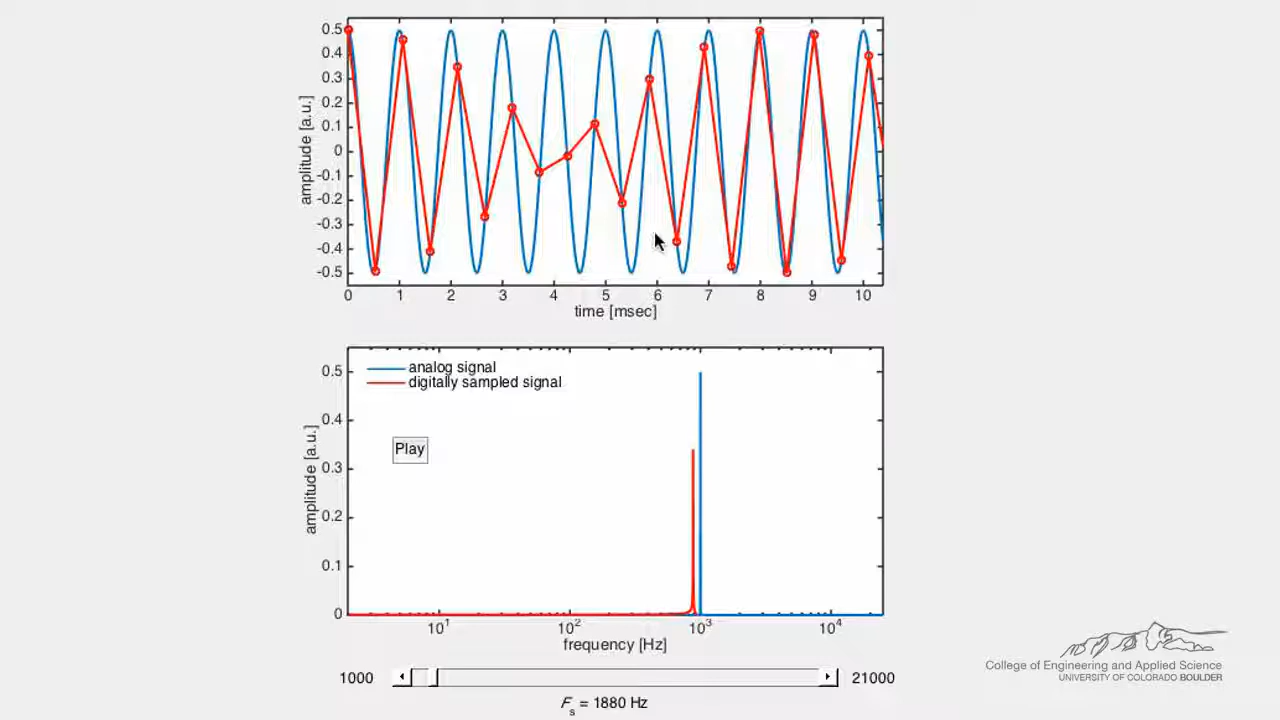 0.5
0.4
0.3
0.2
0.1
0
-0.1
-0.2
-0.3
-0.4
-0.5
amplitude [a.u.]
0 1 2 3 4 5 6 7 8 9 10
time [msec]
analog signal
digitally sampled signal
Play
0.5
0.4
0.3
0.2
0.1
0
amplitude [a.u.]
10¹ 10² 10³ 10⁴
frequency [Hz]
1000 21000
Fs = 1880 Hz
College of Engineering and Applied Science
UNIVERSITY OF COLORADO BOULDER